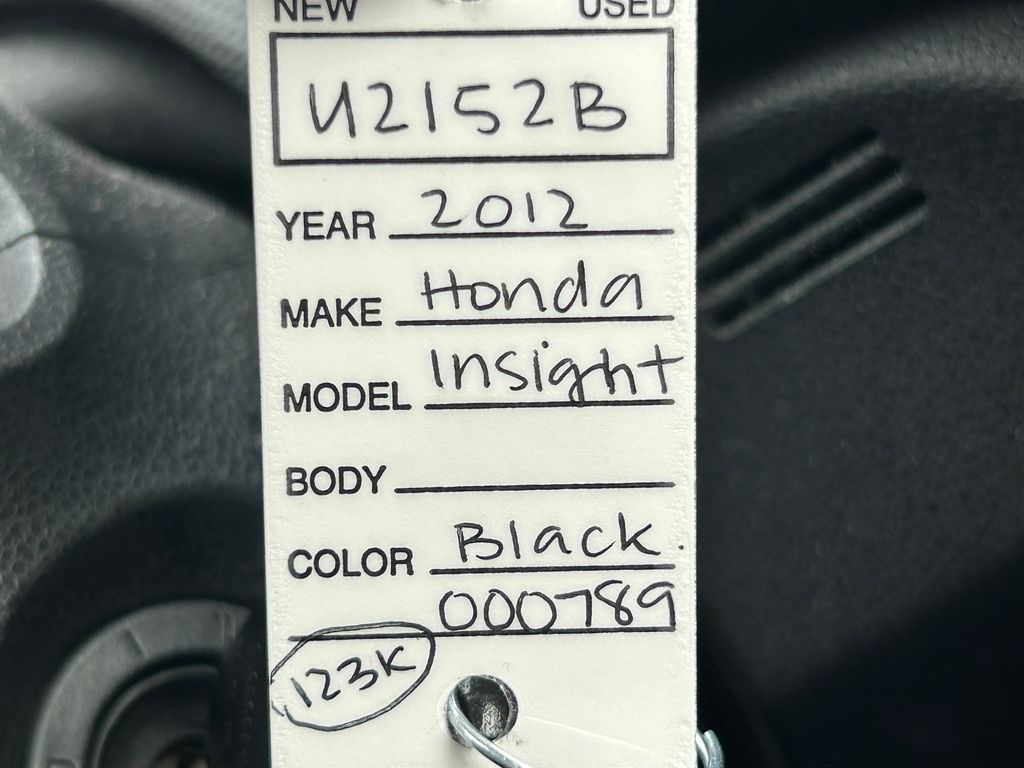 NEW USED
U2152B
YEAR 2012
MAKE Honda
MODEL Insight
BODY
COLOR Black.
000789
123K